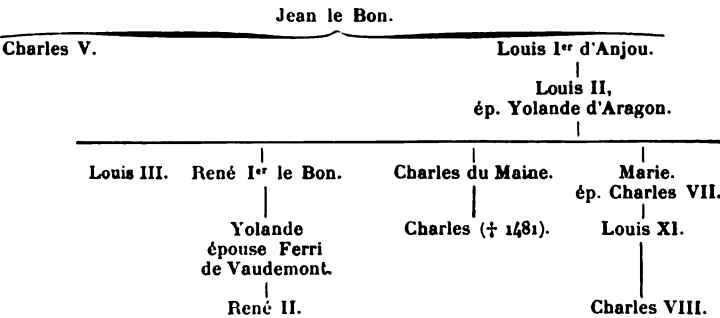 Jean le Bon.
Charles V. Louis Ier d'Anjou.
Louis II,
ép. Yolande d'Aragon.
Louis III. René Ier le Bon. Charles du Maine. Marie.
ép. Charles VII.
Yolande Charles († 1481). Louis XI.
épouse Ferri
de Vaudemont.
René II. Charles VIII.